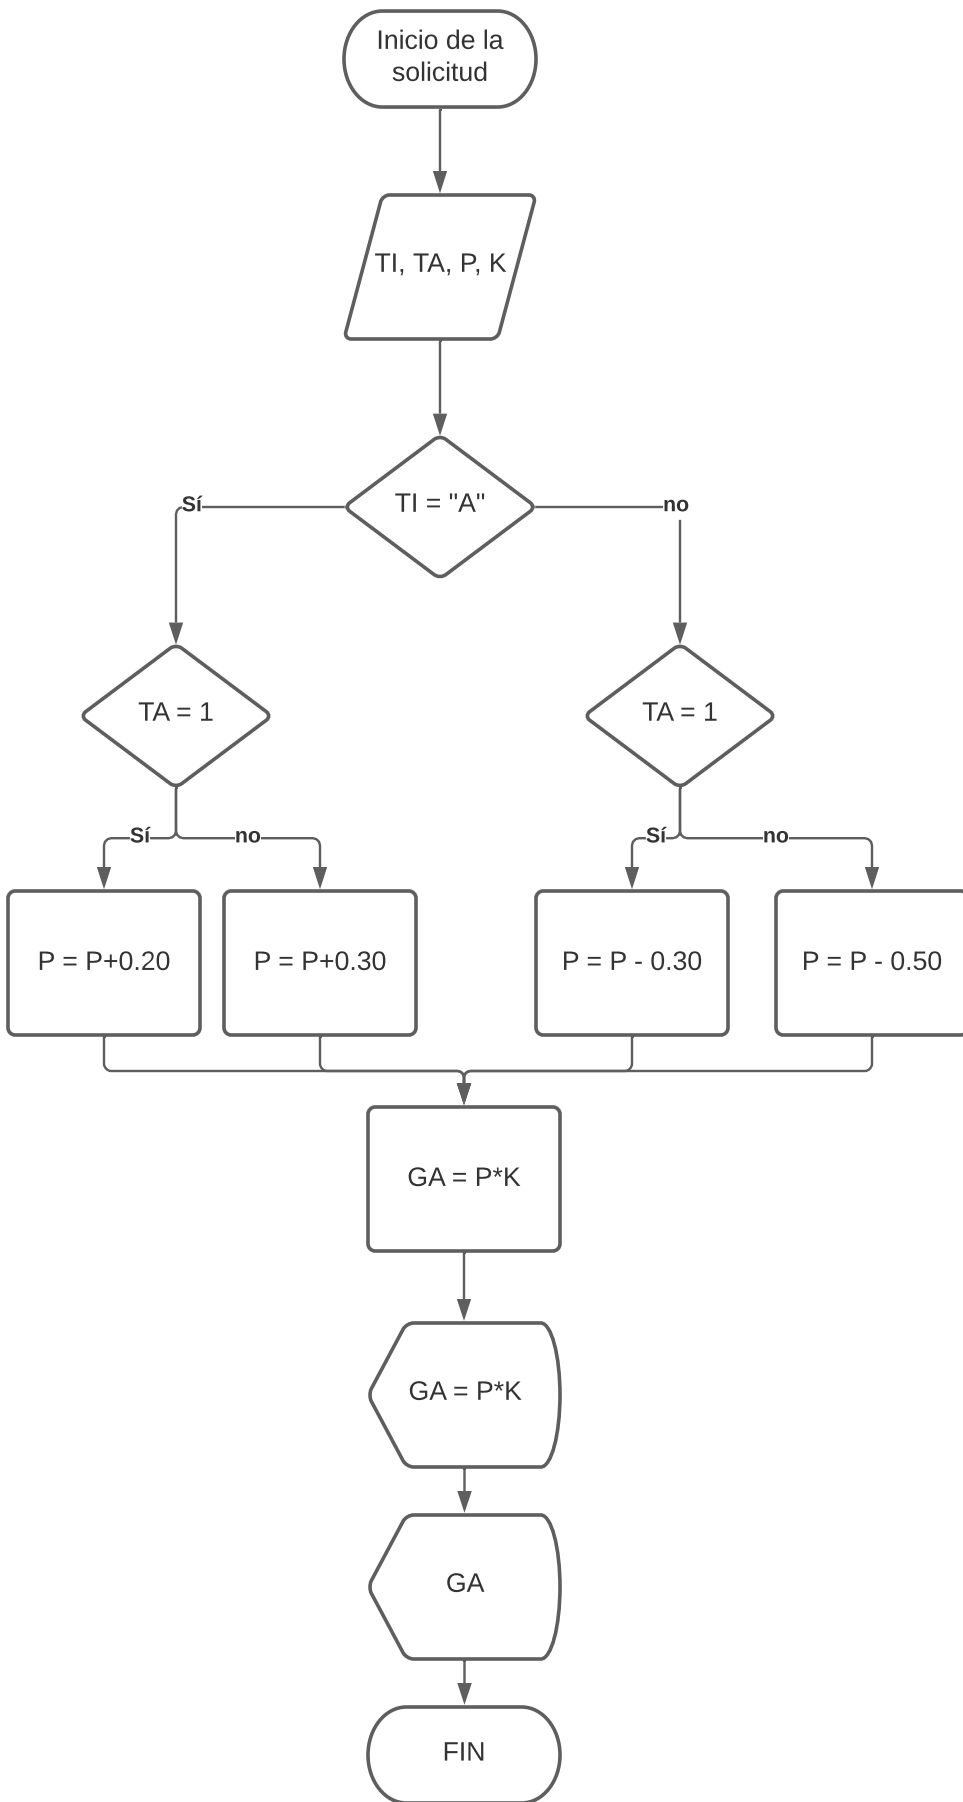 Inicio de la
solicitud
TI, TA, P, K
TI = "A"
Sí
no
TA = 1
TA = 1
Sí
no
Sí
no
P = P+0.20
P = P+0.30
P = P - 0.30
P = P - 0.50
GA = P*K
GA = P*K
GA
FIN